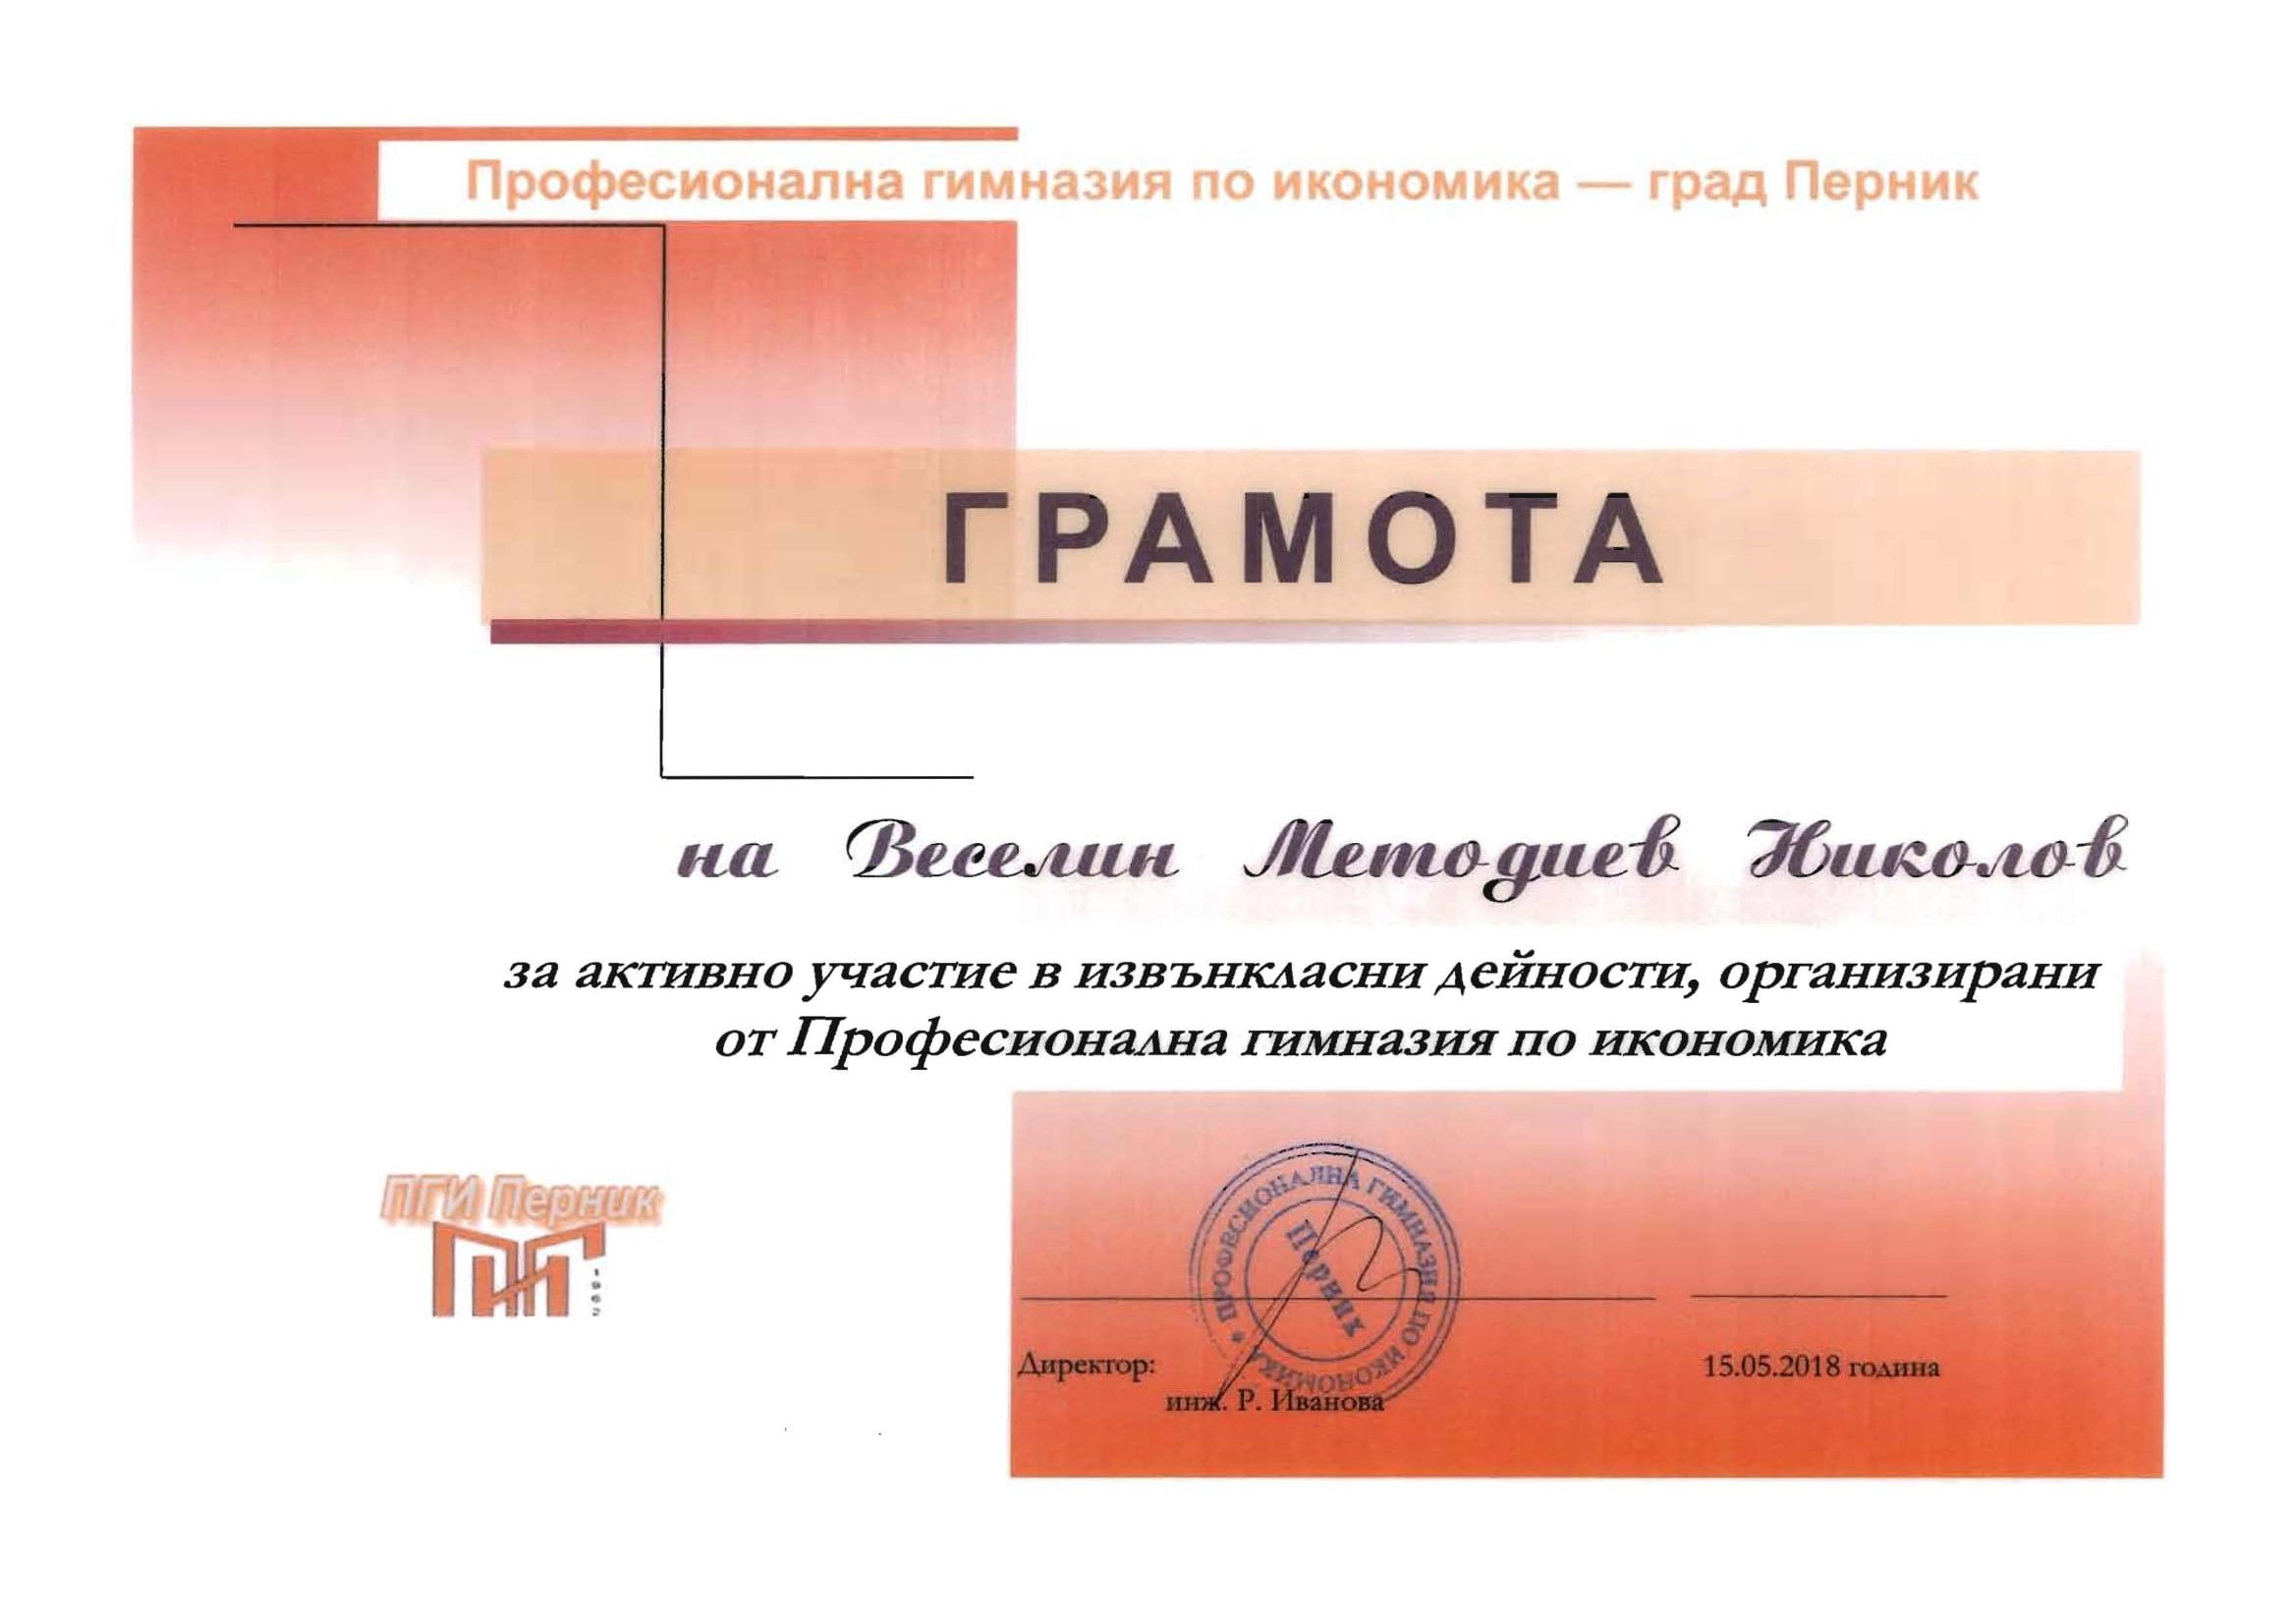 Професионална гимназия по икономика — град Перник
ГРАМОТА
на Веселин Методиев Николов
за активно участие в извънкласни дейности, организирани
от Професионална гимназия по икономика
ПГИ Перник
ПГИ
1962
* ПРОФЕСИОНАЛНА ГИМНАЗИЯ ПО ИКОНОМИКА
Перник
Директор:
инж. Р. Иванова
15.05.2018 година